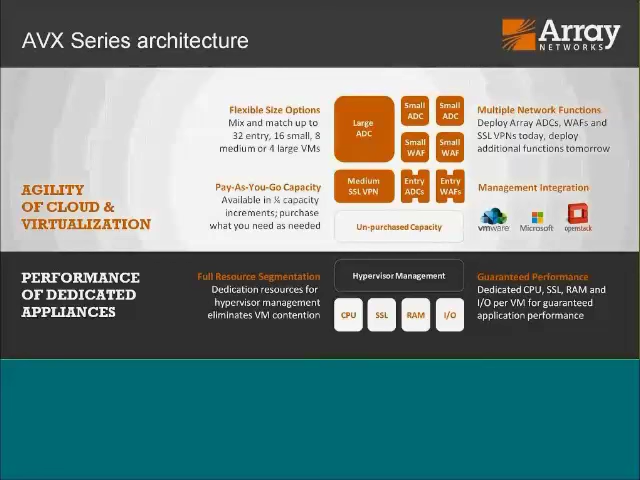 AVX Series architecture
Array
NETWORKS
Flexible Size Options
Mix and match up to
32 entry, 16 small, 8
medium or 4 large VMs
Large
ADC
Small
ADC
Small
ADC
Small
WAF
Small
WAF
Multiple Network Functions
Deploy Array ADCs, WAFs and
SSL VPNs today, deploy
additional functions tomorrow
AGILITY
OF CLOUD &
VIRTUALIZATION
Pay-As-You-Go Capacity
Available in ¼ capacity
increments; purchase
what you need as needed
Medium
SSL VPN
Entry
ADCs
Entry
WAFs
Un-purchased Capacity
Management Integration
vmware
Microsoft
openstack
PERFORMANCE
OF DEDICATED
APPLIANCES
Full Resource Segmentation
Dedication resources for
hypervisor management
eliminates VM contention
Hypervisor Management
CPU
SSL
RAM
I/O
Guaranteed Performance
Dedicated CPU, SSL, RAM and
I/O per VM for guaranteed
application performance